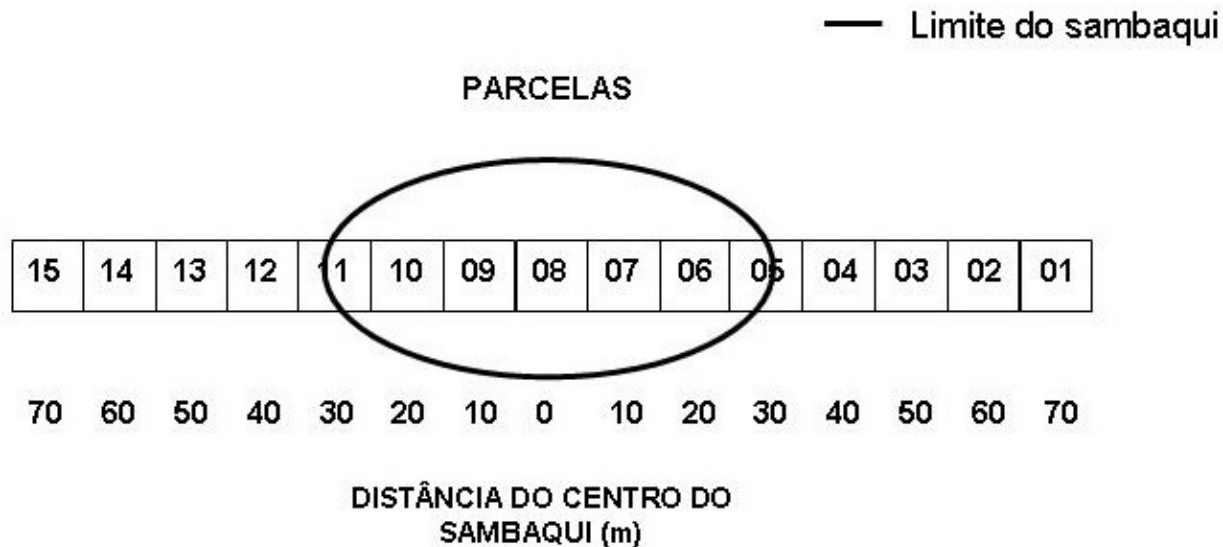 Limite do sambaqui
PARCELAS
15 14 13 12 11 10 09 08 07 06 05 04 03 02 01
70 60 50 40 30 20 10 0 10 20 30 40 50 60 70
DISTÂNCIA DO CENTRO DO
SAMBAQUI (m)